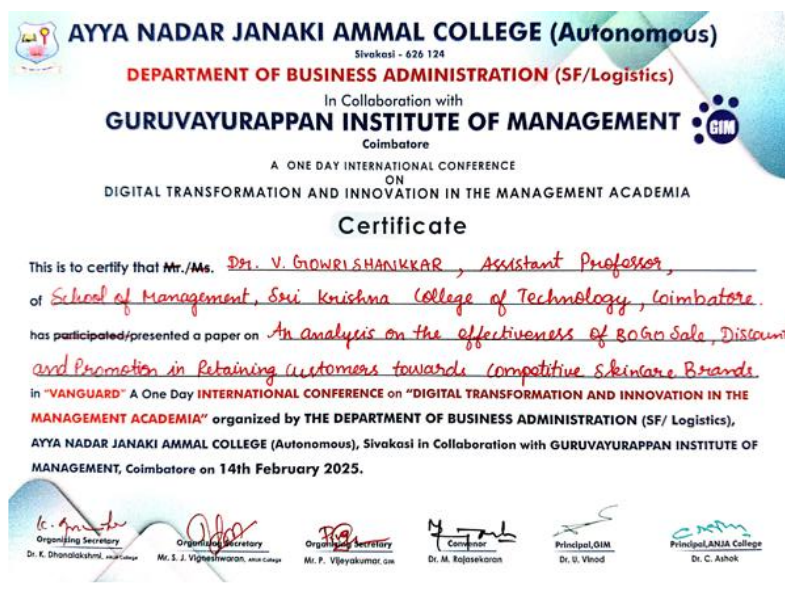 AYYA NADAR JANAKI AMMAL COLLEGE (Autonomous)
Sivakasi - 626 124
DEPARTMENT OF BUSINESS ADMINISTRATION (SF/Logistics)
In Collaboration with
GURUVAYURAPPAN INSTITUTE OF MANAGEMENT
GIM
Coimbatore
A ONE DAY INTERNATIONAL CONFERENCE
ON
DIGITAL TRANSFORMATION AND INNOVATION IN THE MANAGEMENT ACADEMIA
Certificate
This is to certify that Mr./Ms. Dr. V. GOWRISHANKKAR, Assistant Professor,
of School of Management, Sri Krishna College of Technology, Coimbatore.
has participated/presented a paper on An analysis on the effectiveness of BOGO Sale, Discount
and Promotion in Retaining Customers towards Competitive Skincare Brands.
in "VANGUARD" A One Day INTERNATIONAL CONFERENCE on "DIGITAL TRANSFORMATION AND INNOVATION IN THE
MANAGEMENT ACADEMIA" organized by THE DEPARTMENT OF BUSINESS ADMINISTRATION (SF/ Logistics),
AYYA NADAR JANAKI AMMAL COLLEGE (Autonomous), Sivakasi in Collaboration with GURUVAYURAPPAN INSTITUTE OF
MANAGEMENT, Coimbatore on 14th February 2025.
Organizing Secretary Organizing Secretary Organizing Secretary Convenor Principal,GIM Principal,ANJA College
Dr. K. Dhanalakshmi, ANJA College Mr. S. J. Vigneshwaran, ANJA College Mr. P. Vijeyakumar, GIM Dr. M. Rajasekaran Dr. U. Vinod Dr. C. Ashok